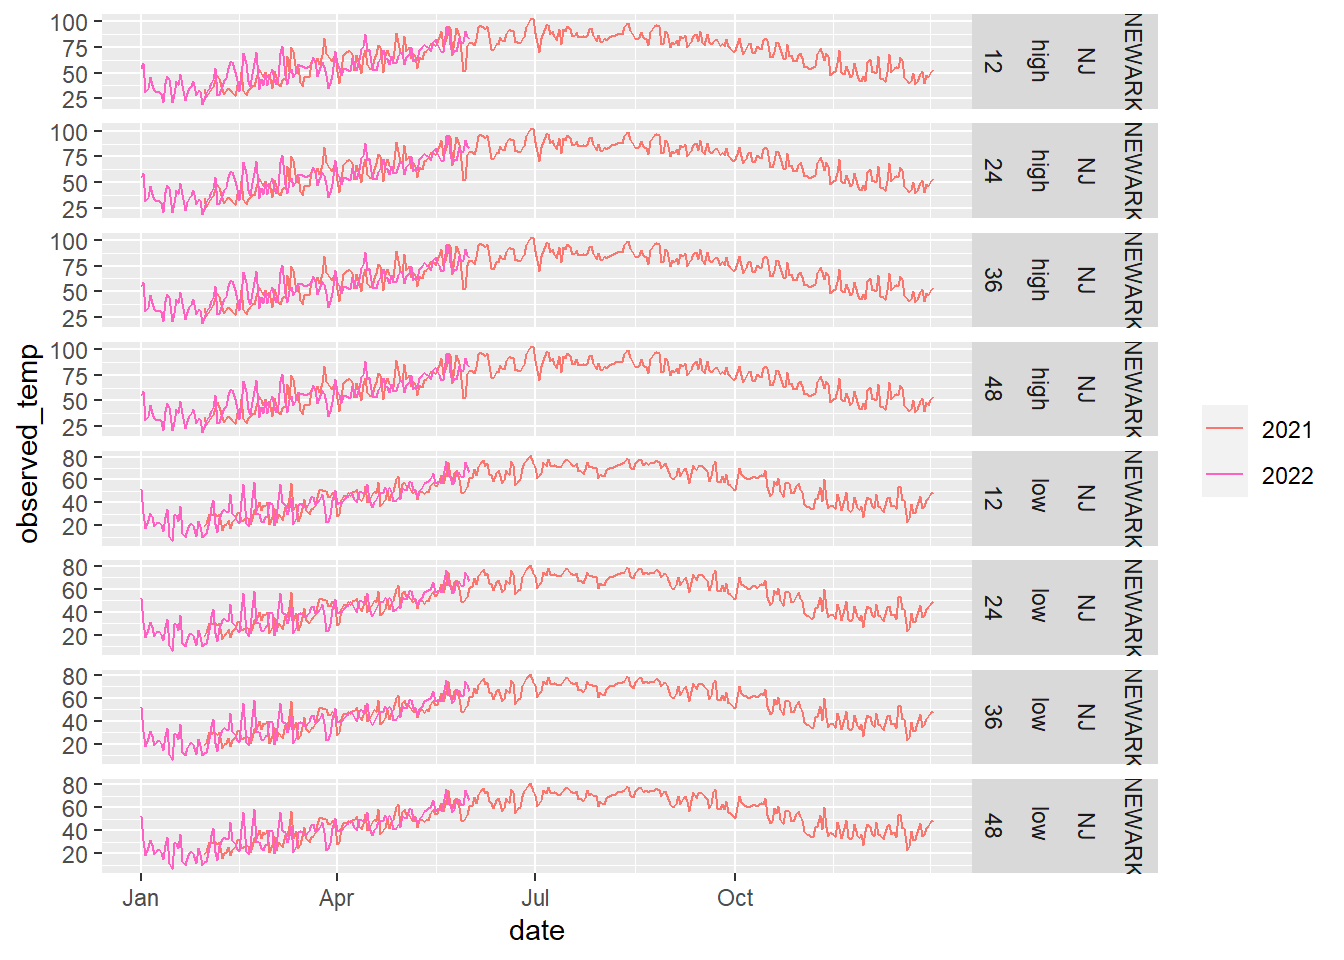 observed_temp
100
75
50
25
12
high
NJ
NEWARK
100
75
50
25
24
high
NJ
NEWARK
100
75
50
25
36
high
NJ
NEWARK
100
75
50
25
48
high
NJ
NEWARK
80
60
40
20
12
low
NJ
NEWARK
80
60
40
20
24
low
NJ
NEWARK
80
60
40
20
36
low
NJ
NEWARK
80
60
40
20
48
low
NJ
NEWARK
Jan
Apr
Jul
Oct
date
2021
2022